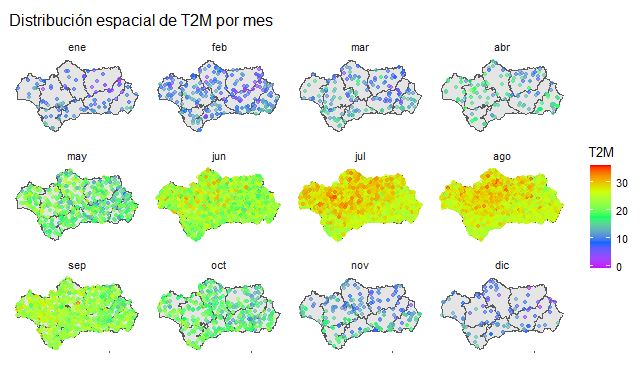 Distribución espacial de T2M por mes
ene
feb
mar
abr
may
jun
jul
ago
sep
oct
nov
dic
T2M
30
20
10
0